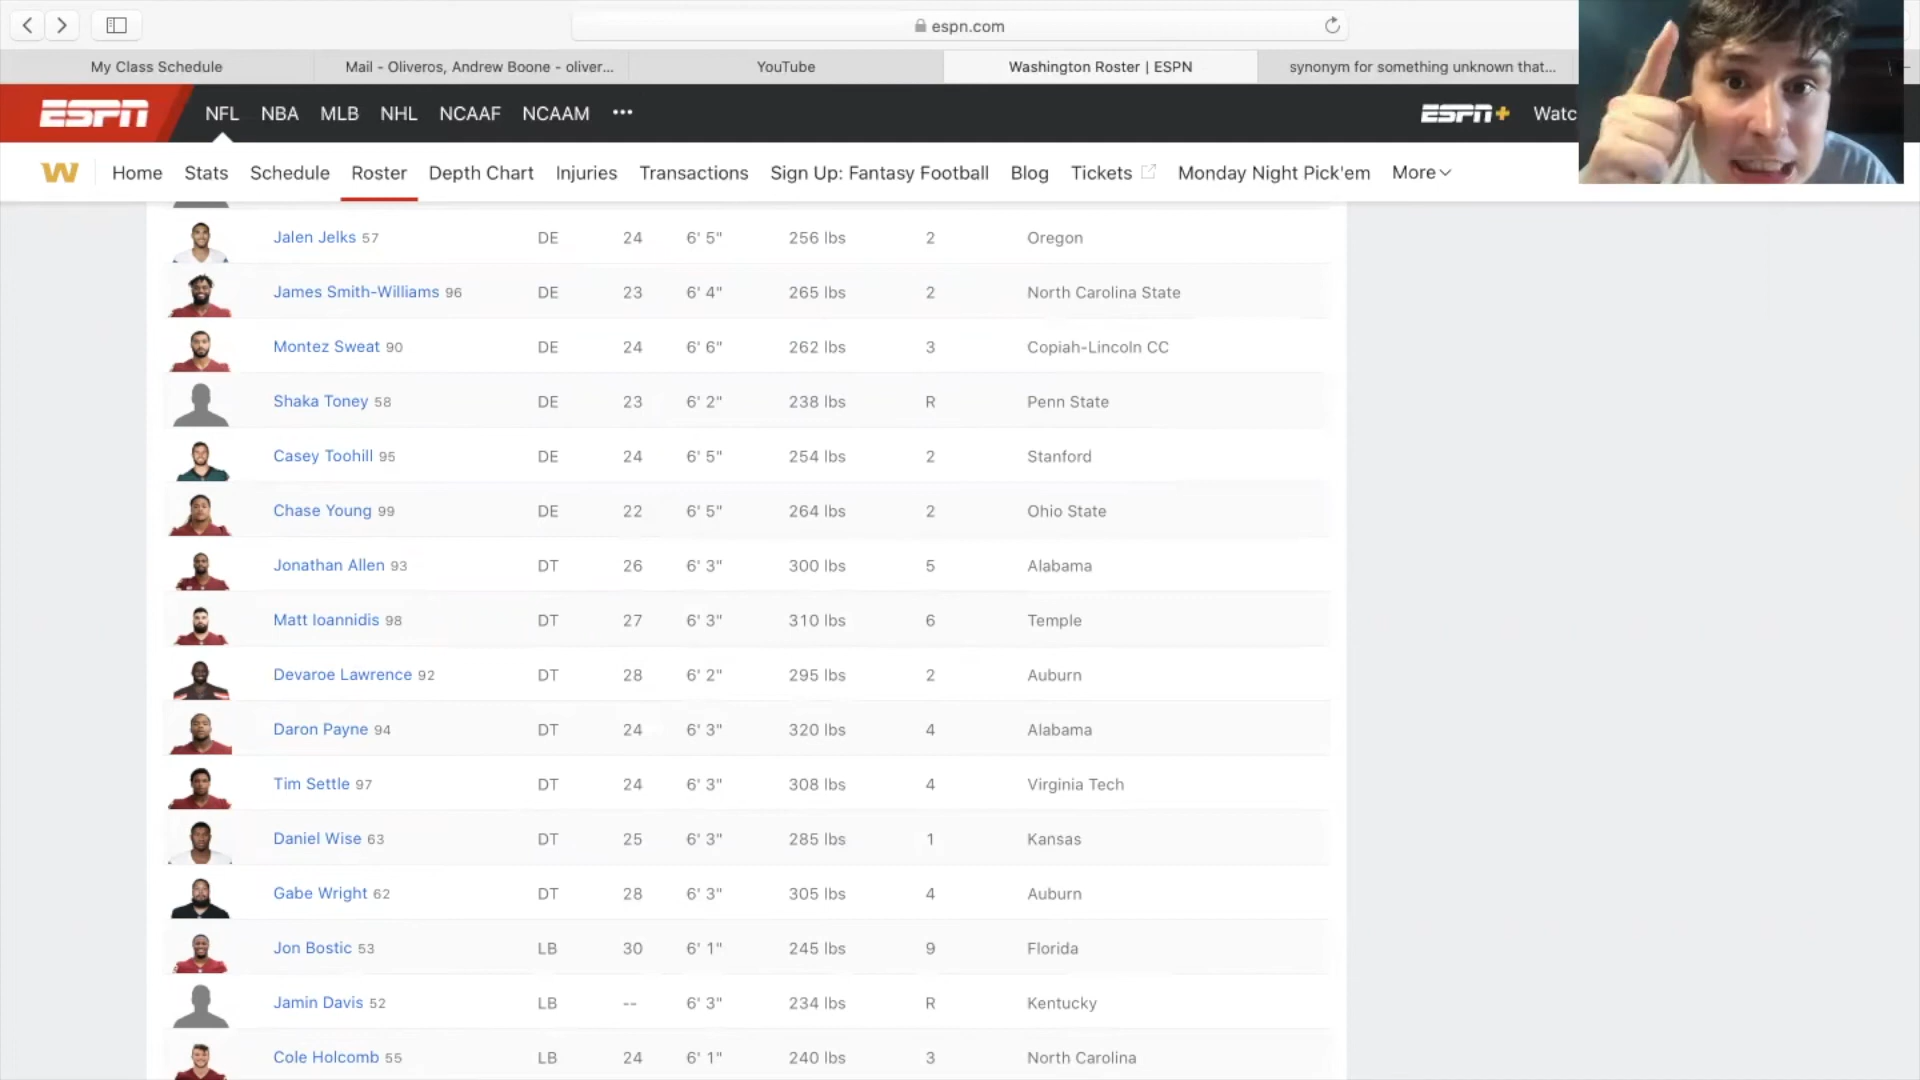 espn.com
My Class Schedule
Mail - Oliveros, Andrew Boone - oliver...
YouTube
Washington Roster | ESPN
synonym for something unknown that...
ESPN NFL NBA MLB NHL NCAAF NCAAM ••• ESPN+ Watc
W Home Stats Schedule Roster Depth Chart Injuries Transactions Sign Up: Fantasy Football Blog Tickets Monday Night Pick'em More
Jalen Jelks 57 DE 24 6' 5" 256 lbs 2 Oregon
James Smith-Williams 96 DE 23 6' 4" 265 lbs 2 North Carolina State
Montez Sweat 90 DE 24 6' 6" 262 lbs 3 Copiah-Lincoln CC
Shaka Toney 58 DE 23 6' 2" 238 lbs R Penn State
Casey Toohill 95 DE 24 6' 5" 254 lbs 2 Stanford
Chase Young 99 DE 22 6' 5" 264 lbs 2 Ohio State
Jonathan Allen 93 DT 26 6' 3" 300 lbs 5 Alabama
Matt Ioannidis 98 DT 27 6' 3" 310 lbs 6 Temple
Devaroe Lawrence 92 DT 28 6' 2" 295 lbs 2 Auburn
Daron Payne 94 DT 24 6' 3" 320 lbs 4 Alabama
Tim Settle 97 DT 24 6' 3" 308 lbs 4 Virginia Tech
Daniel Wise 63 DT 25 6' 3" 285 lbs 1 Kansas
Gabe Wright 62 DT 28 6' 3" 305 lbs 4 Auburn
Jon Bostic 53 LB 30 6' 1" 245 lbs 9 Florida
Jamin Davis 52 LB -- 6' 3" 234 lbs R Kentucky
Cole Holcomb 55 LB 24 6' 1" 240 lbs 3 North Carolina